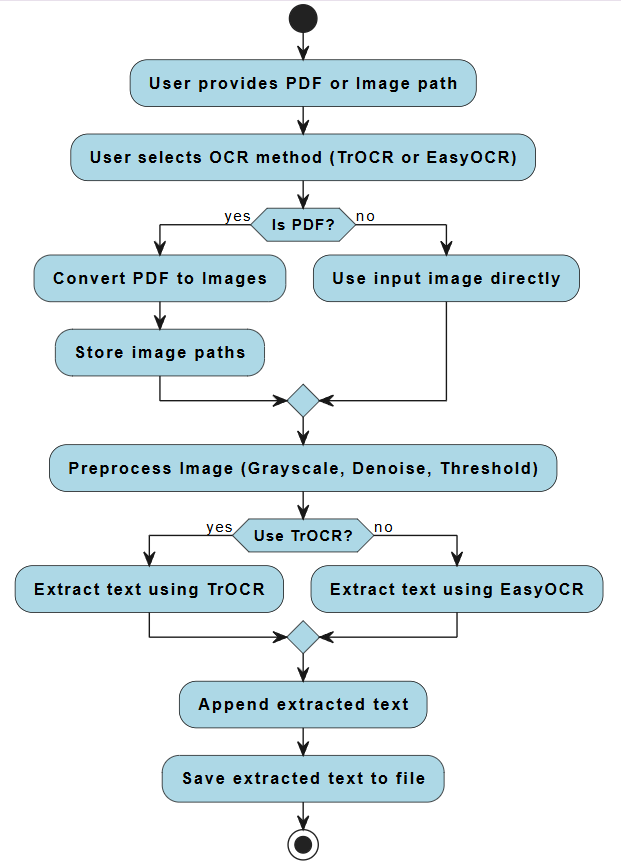 User provides PDF or Image path
User selects OCR method (TrOCR or EasyOCR)
yes
Is PDF?
no
Convert PDF to Images
Use input image directly
Store image paths
Preprocess Image (Grayscale, Denoise, Threshold)
yes
Use TrOCR?
no
Extract text using TrOCR
Extract text using EasyOCR
Append extracted text
Save extracted text to file